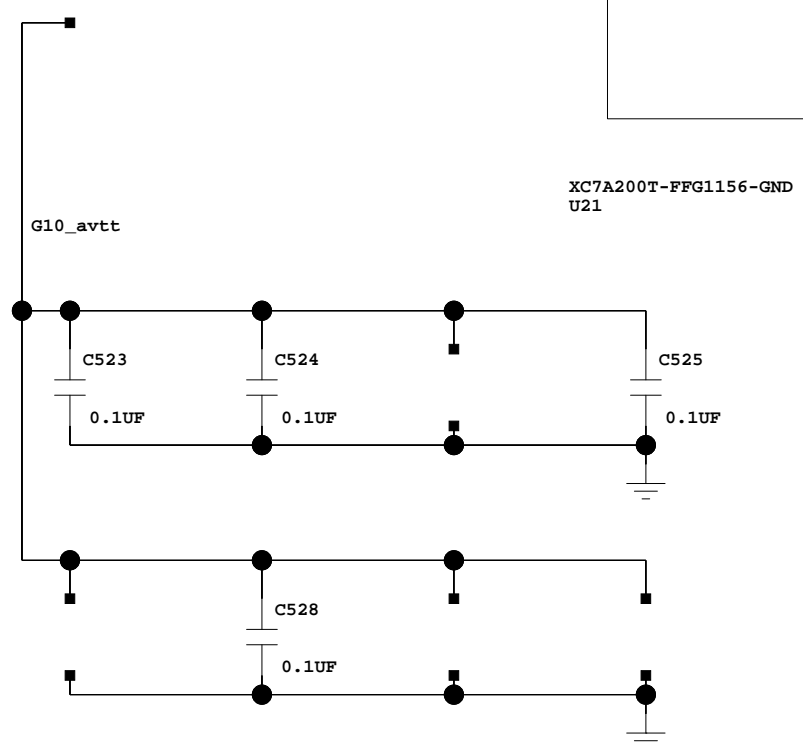 XC7A200T-FFG1156-GND
U21
G10_avtt
C523
C524
C525
0.1UF
0.1UF
0.1UF
C528
0.1UF